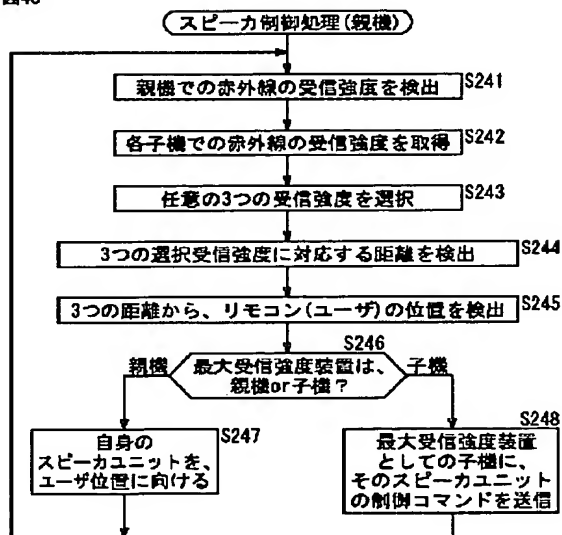 スピーカ制御処理(親機)
親機での赤外線の受信強度を検出
S241
各子機での赤外線の受信強度を取得
S242
任意の3つの受信強度を選択
S243
3つの選択受信強度に対応する距離を検出
S244
3つの距離から、リモコン(ユーザ)の位置を検出
S245
S246
親機
最大受信強度装置は、
親機or子機?
子機
S247
自身の
スピーカユニットを、
ユーザ位置に向ける
S248
最大受信強度装置
としての子機に、
そのスピーカユニット
の制御コマンドを送信